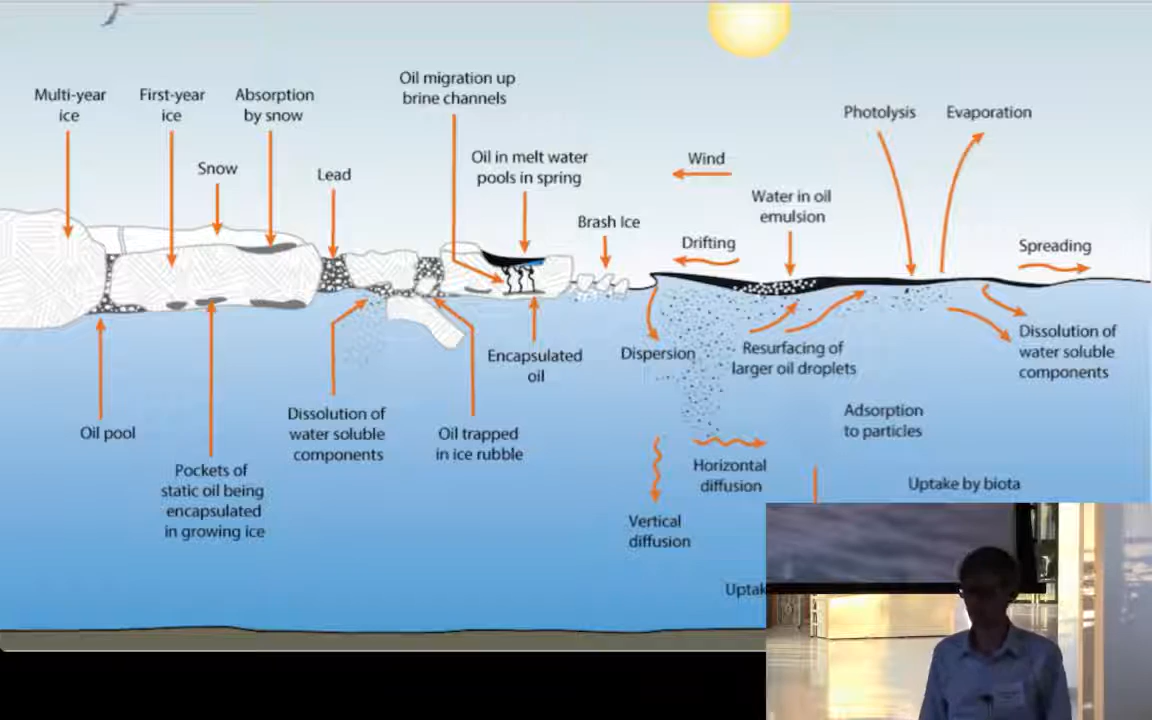 Multi-year
ice
First-year
ice
Absorption
by snow
Snow
Lead
Oil migration up
brine channels
Oil in melt water
pools in spring
Brash Ice
Wind
Drifting
Water in oil
emulsion
Photolysis
Evaporation
Spreading
Oil pool
Pockets of
static oil being
encapsulated
in growing ice
Dissolution of
water soluble
components
Oil trapped
in ice rubble
Encapsulated
oil
Dispersion
Resurfacing of
larger oil droplets
Dissolution of
water soluble
components
Adsorption
to particles
Horizontal
diffusion
Vertical
diffusion
Uptake by biota